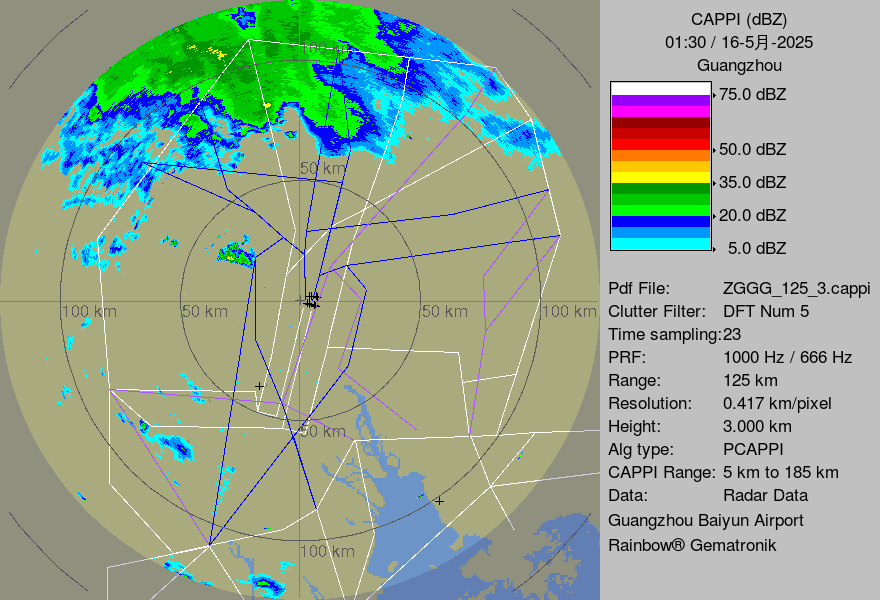 CAPPI (dBZ)
01:30 / 16-5月-2025
Guangzhou
75.0 dBZ
50.0 dBZ
35.0 dBZ
20.0 dBZ
5.0 dBZ
Pdf File: ZGGG_125_3.cappi
Clutter Filter: DFT Num 5
Time sampling:23
PRF: 1000 Hz / 666 Hz
Range: 125 km
Resolution: 0.417 km/pixel
Height: 3.000 km
Alg type: PCAPPI
CAPPI Range: 5 km to 185 km
Data: Radar Data
Guangzhou Baiyun Airport
Rainbow® Gematronik
100 km
50 km
100 km
50 km
50 km
100 km
50 km
100 km